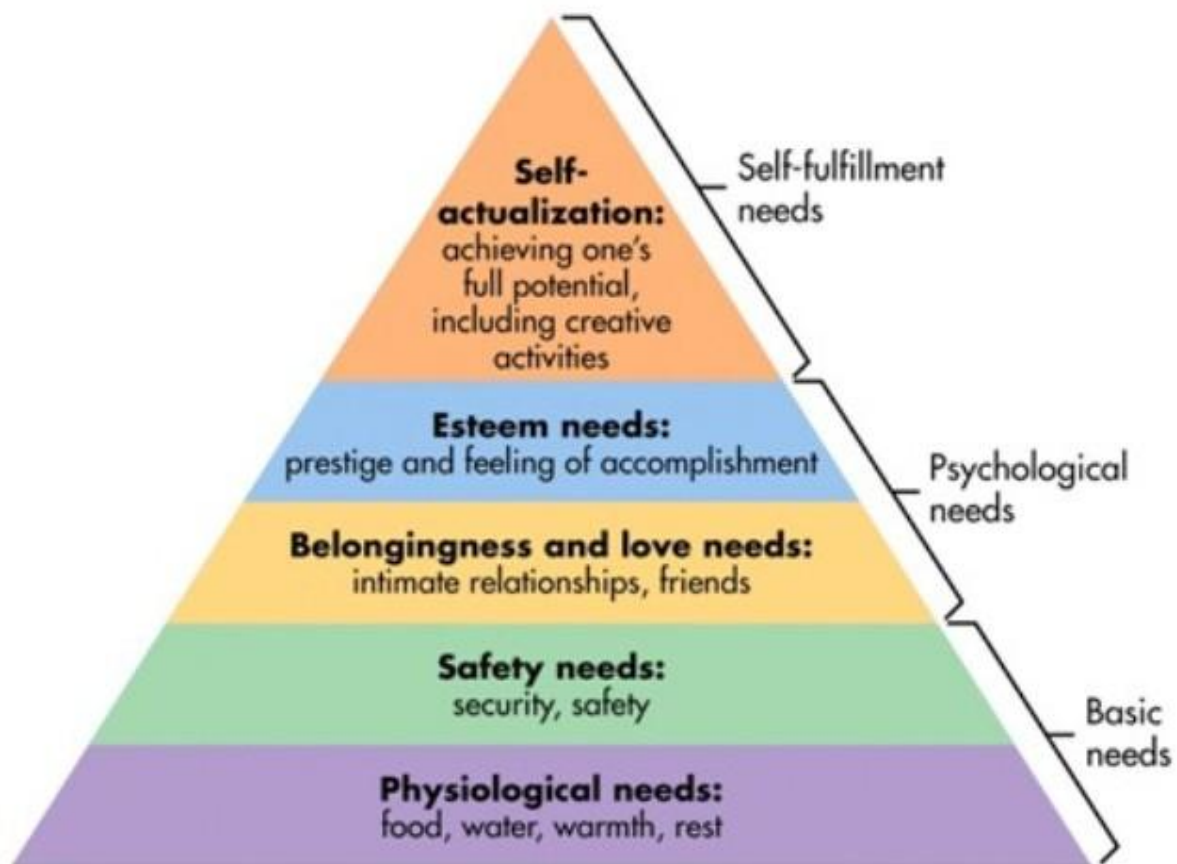 Self-
actualization:
achieving one's
full potential,
including creative
activities
Self-fulfillment
needs
Esteem needs:
prestige and feeling of accomplishment
Psychological
needs
Belongingness and love needs:
intimate relationships, friends
Safety needs:
security, safety
Basic
needs
Physiological needs:
food, water, warmth, rest